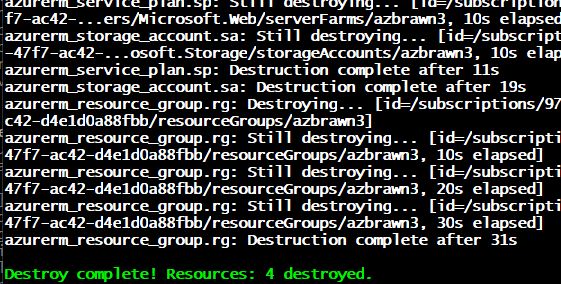 azurerm_service_plan.sp: Still destroying... [id=/subscription
f7-ac42-...ers/Microsoft.Web/serverFarms/azbrawn3, 10s elapsed
azurerm_storage_account.sa: Still destroying... [id=/subscript
-47f7-ac42-...osoft.Storage/storageAccounts/azbrawn3, 10s elap
azurerm_service_plan.sp: Destruction complete after 11s
azurerm_storage_account.sa: Destruction complete after 19s
azurerm_resource_group.rg: Destroying... [id=/subscriptions/97
c42-d4e1d0a88fbb/resourceGroups/azbrawn3]
azurerm_resource_group.rg: Still destroying... [id=/subscripti
47f7-ac42-d4e1d0a88fbb/resourceGroups/azbrawn3, 10s elapsed]
azurerm_resource_group.rg: Still destroying... [id=/subscripti
47f7-ac42-d4e1d0a88fbb/resourceGroups/azbrawn3, 20s elapsed]
azurerm_resource_group.rg: Still destroying... [id=/subscripti
47f7-ac42-d4e1d0a88fbb/resourceGroups/azbrawn3, 30s elapsed]
azurerm_resource_group.rg: Destruction complete after 31s
Destroy complete! Resources: 4 destroyed.